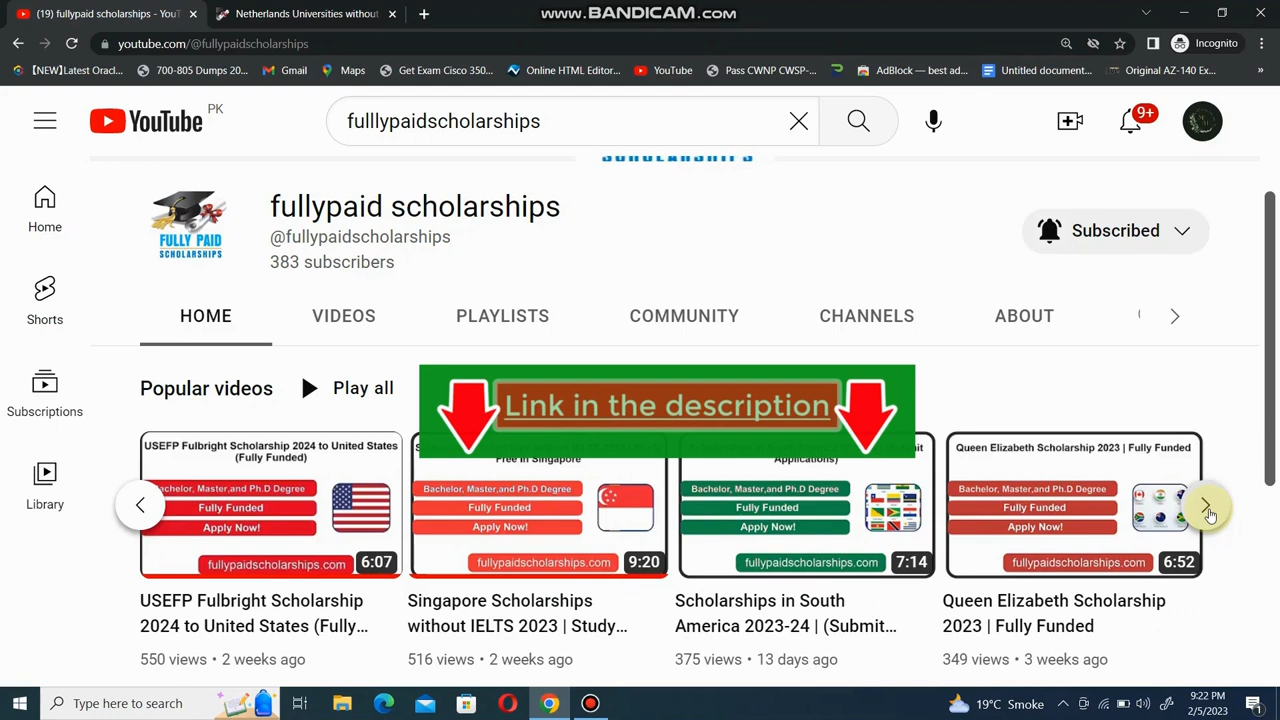 (19) fullypaid scholarships - You
Netherlands Universities without
www.BANDICAM.com
youtube.com/@fullypaidscholarships
Incognito
【NEW】Latest Oracl...
700-805 Dumps 20...
Gmail
Maps
Get Exam Cisco 350...
Online HTML Editor...
YouTube
Pass CWNP CWSP-...
AdBlock — best ad...
Untitled document...
Original AZ-140 Ex...
»
YouTube PK
fulllypaidscholarships
9+
SCHOLARSHIPS
Home
Shorts
Subscriptions
Library
FULLY PAID
SCHOLARSHIPS
fullypaid scholarships
@fullypaidscholarships
383 subscribers
Subscribed
HOME
VIDEOS
PLAYLISTS
COMMUNITY
CHANNELS
ABOUT
Popular videos
Play all
Link in the description
USEFP Fulbright Scholarship 2024 to United States
(Fully Funded)
Bachelor, Master,and Ph.D Degree
Fully Funded
Apply Now!
fullypaidscholarships.com
6:07
Free in Singapore
Bachelor, Master,and Ph.D Degree
Fully Funded
Apply Now!
fullypaidscholarships.com
9:20
Applications)
Bachelor, Master,and Ph.D Degree
Fully Funded
Apply Now!
fullypaidscholarships.com
7:14
Queen Elizabeth Scholarship 2023 | Fully Funded
Bachelor, Master,and Ph.D Degree
Fully Funded
Apply Now!
fullypaidscholarships.com
6:52
USEFP Fulbright Scholarship
2024 to United States (Fully...
550 views • 2 weeks ago
Singapore Scholarships
without IELTS 2023 | Study...
516 views • 2 weeks ago
Scholarships in South
America 2023-24 | (Submit...
375 views • 13 days ago
Queen Elizabeth Scholarship
2023 | Fully Funded
349 views • 3 weeks ago
Type here to search
19°C Smoke
9:22 PM
2/5/2023
1